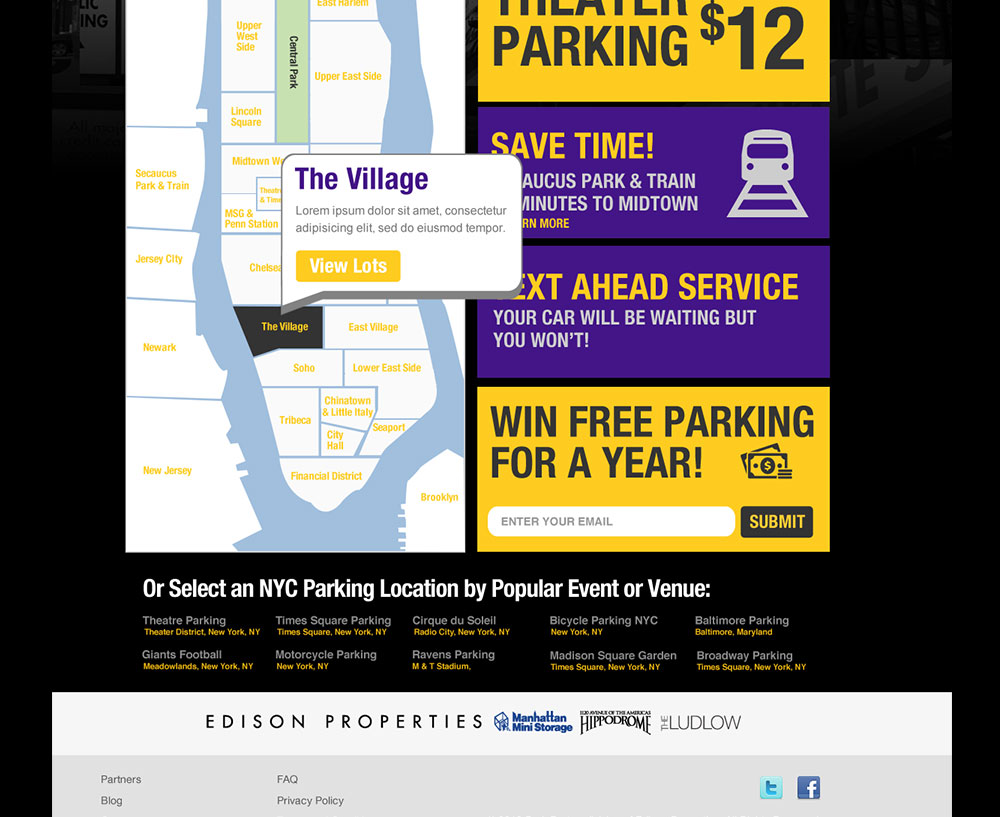 East Harlem
Upper
West
Side
Central Park
Upper East Side
Lincoln
Square
Midtown
Secaucus
Park & Train
MSG &
Penn Station
Jersey City
Chelsea
Newark
The Village
East Village
Soho
Lower East Side
Chinatown
& Little Italy
Tribeca
City
Hall
Seaport
Financial District
New Jersey
Brooklyn
The Village
Lorem ipsum dolor sit amet, consectetur
adipisicing elit, sed do eiusmod tempor.
View Lots
THEATER
PARKING $12
SAVE TIME!
AUCUS PARK & TRAIN
MINUTES TO MIDTOWN
RN MORE
EXT AHEAD SERVICE
YOUR CAR WILL BE WAITING BUT
YOU WON'T!
WIN FREE PARKING
FOR A YEAR!
ENTER YOUR EMAIL
SUBMIT
Or Select an NYC Parking Location by Popular Event or Venue:
Theatre Parking
Theater District, New York, NY
Times Square Parking
Times Square, New York, NY
Cirque du Soleil
Radio City, New York, NY
Bicycle Parking NYC
New York, NY
Baltimore Parking
Baltimore, Maryland
Giants Football
Meadowlands, New York, NY
Motorcycle Parking
New York, NY
Ravens Parking
M & T Stadium,
Madison Square Garden
Times Square, New York, NY
Broadway Parking
Times Square, New York, NY
EDISON PROPERTIES
Manhattan
Mini Storage
1120 AVENUE OF THE AMERICAS
HIPPODROME
THE LUDLOW
Partners
FAQ
Blog
Privacy Policy